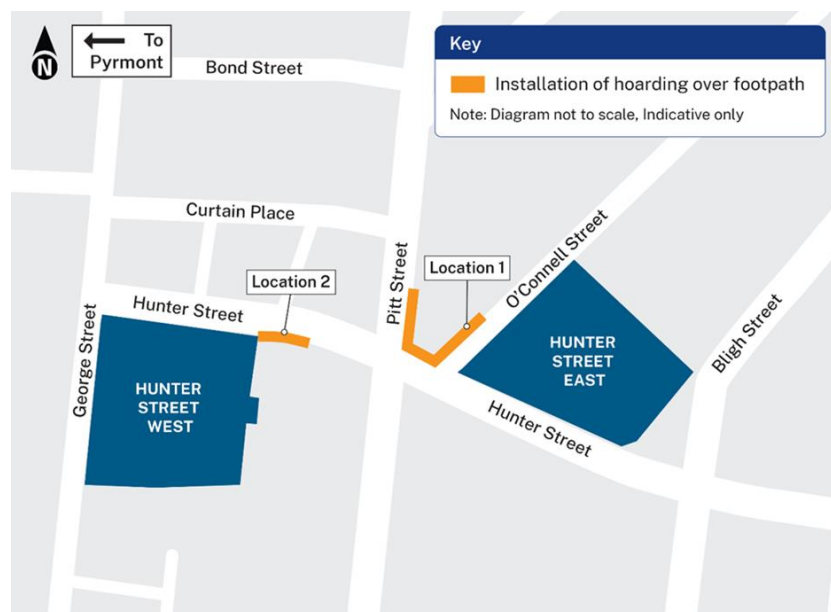 N
To
Pyrmont
Key
Installation of hoarding over footpath
Note: Diagram not to scale, Indicative only
Bond Street
Curtain Place
Hunter Street
Location 2
Pitt Street
Location 1
O'Connell Street
George Street
HUNTER
STREET
WEST
HUNTER
STREET
EAST
Bligh Street
Hunter Street